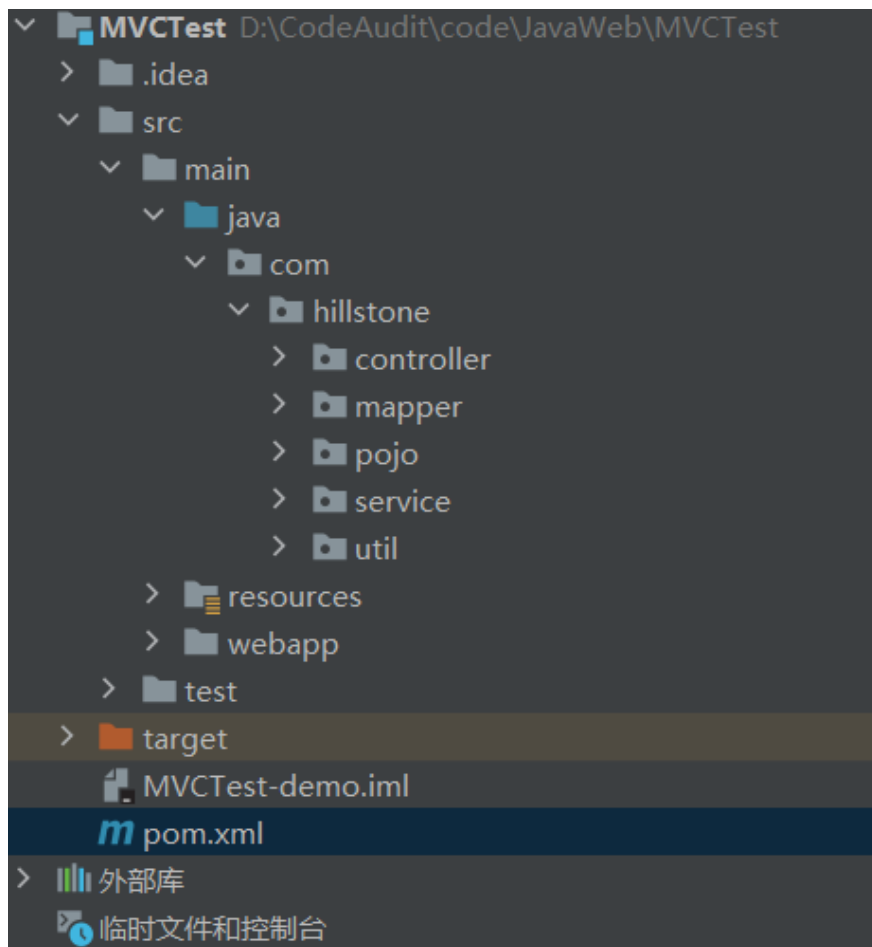 MVCTest D:\CodeAudit\code\JavaWeb\MVCTest
.idea
src
main
java
com
hillstone
controller
mapper
pojo
service
util
resources
webapp
test
target
MVCTest-demo.iml
pom.xml
外部库
临时文件和控制台